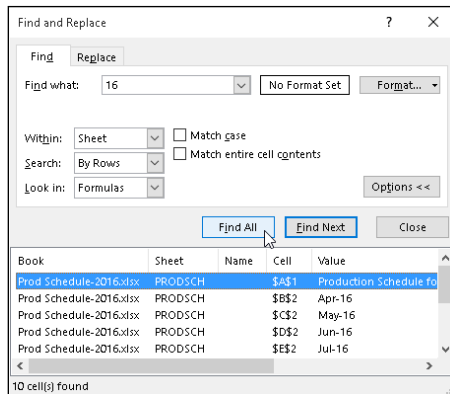 Find and Replace ? ×
Find Replace
Find what: 16 No Format Set Format...
Within: Sheet Match case
Search: By Rows Match entire cell contents
Look in: Formulas Options <<
Find All Find Next Close
Book Sheet Name Cell Value
Prod Schedule-2016.xlsx PRODSCH $A$1 Production Schedule fo
Prod Schedule-2016.xlsx PRODSCH $B$2 Apr-16
Prod Schedule-2016.xlsx PRODSCH $C$2 May-16
Prod Schedule-2016.xlsx PRODSCH $D$2 Jun-16
Prod Schedule-2016.xlsx PRODSCH $E$2 Jul-16
10 cell(s) found